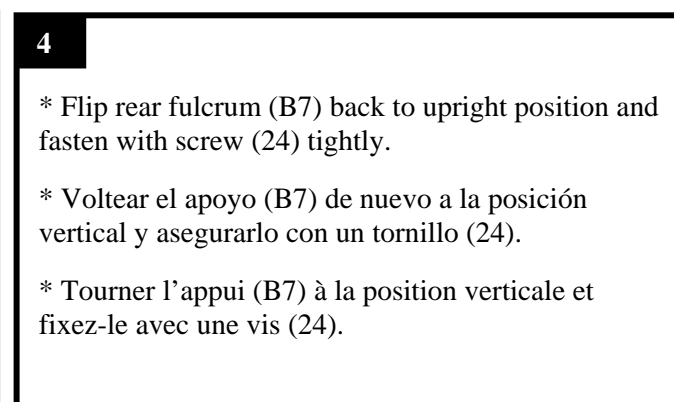 4
* Flip rear fulcrum (B7) back to upright position and
fasten with screw (24) tightly.
* Voltear el apoyo (B7) de nuevo a la posición
vertical y asegurarlo con un tornillo (24).
* Tourner l’appui (B7) à la position verticale et
fixez-le avec une vis (24).